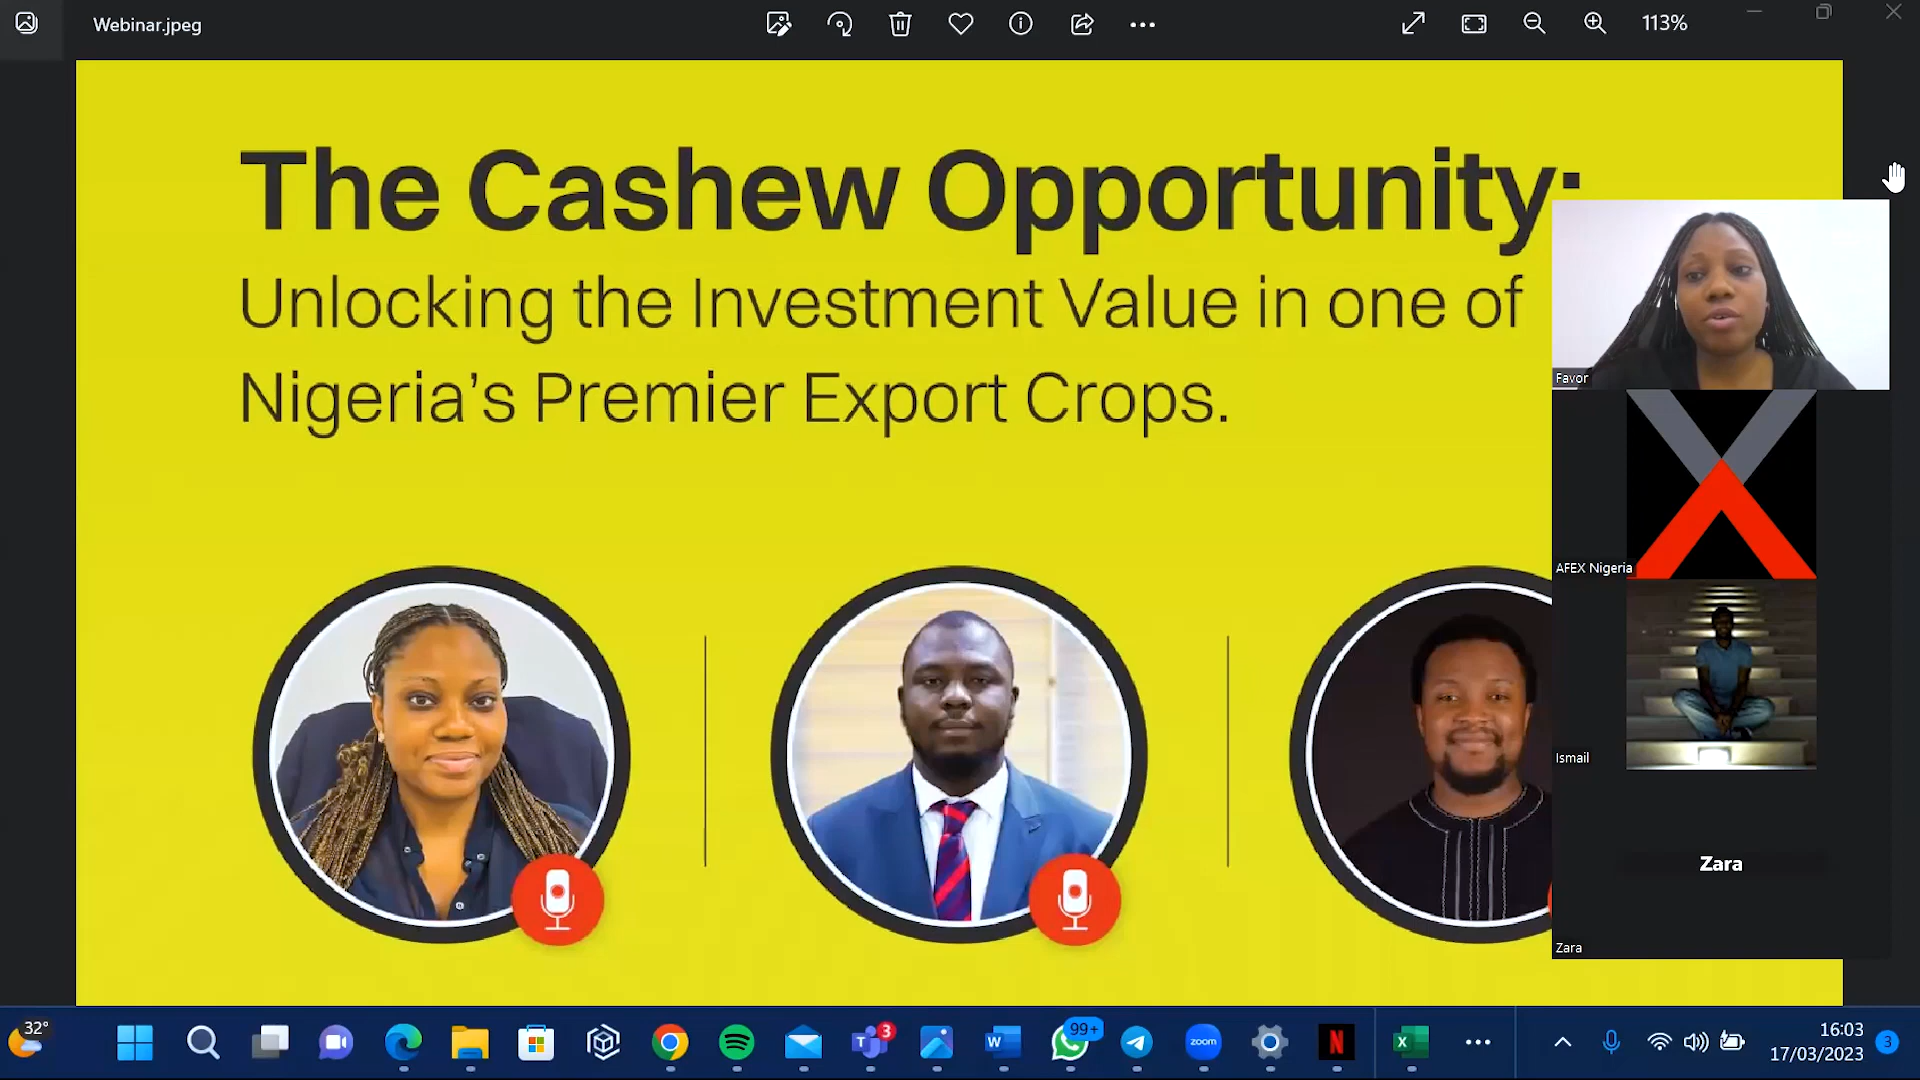 Webinar.jpeg
113%
The Cashew Opportunity:
Unlocking the Investment Value in one of
Nigeria's Premier Export Crops.
Favor
AFEX Nigeria
Ismail
Zara
Zara
32°
3
W
99+
zoom
N
X
16:03
17/03/2023
3